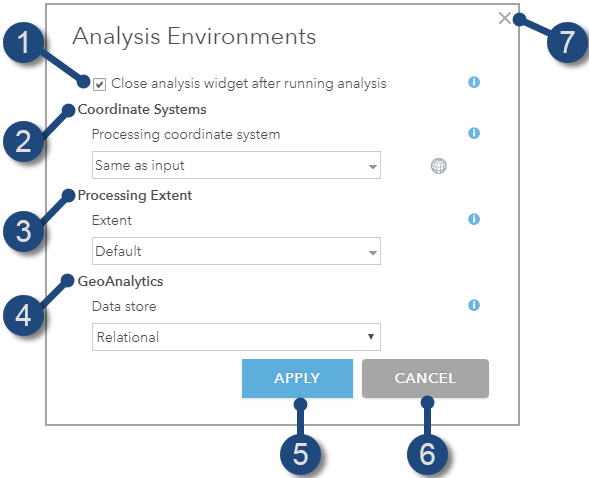 7
Analysis Environments
1
Close analysis widget after running analysis
Coordinate Systems
2
Processing coordinate system
Same as input
Processing Extent
3
Extent
Default
GeoAnalytics
4
Data store
Relational
APPLY CANCEL
5 6